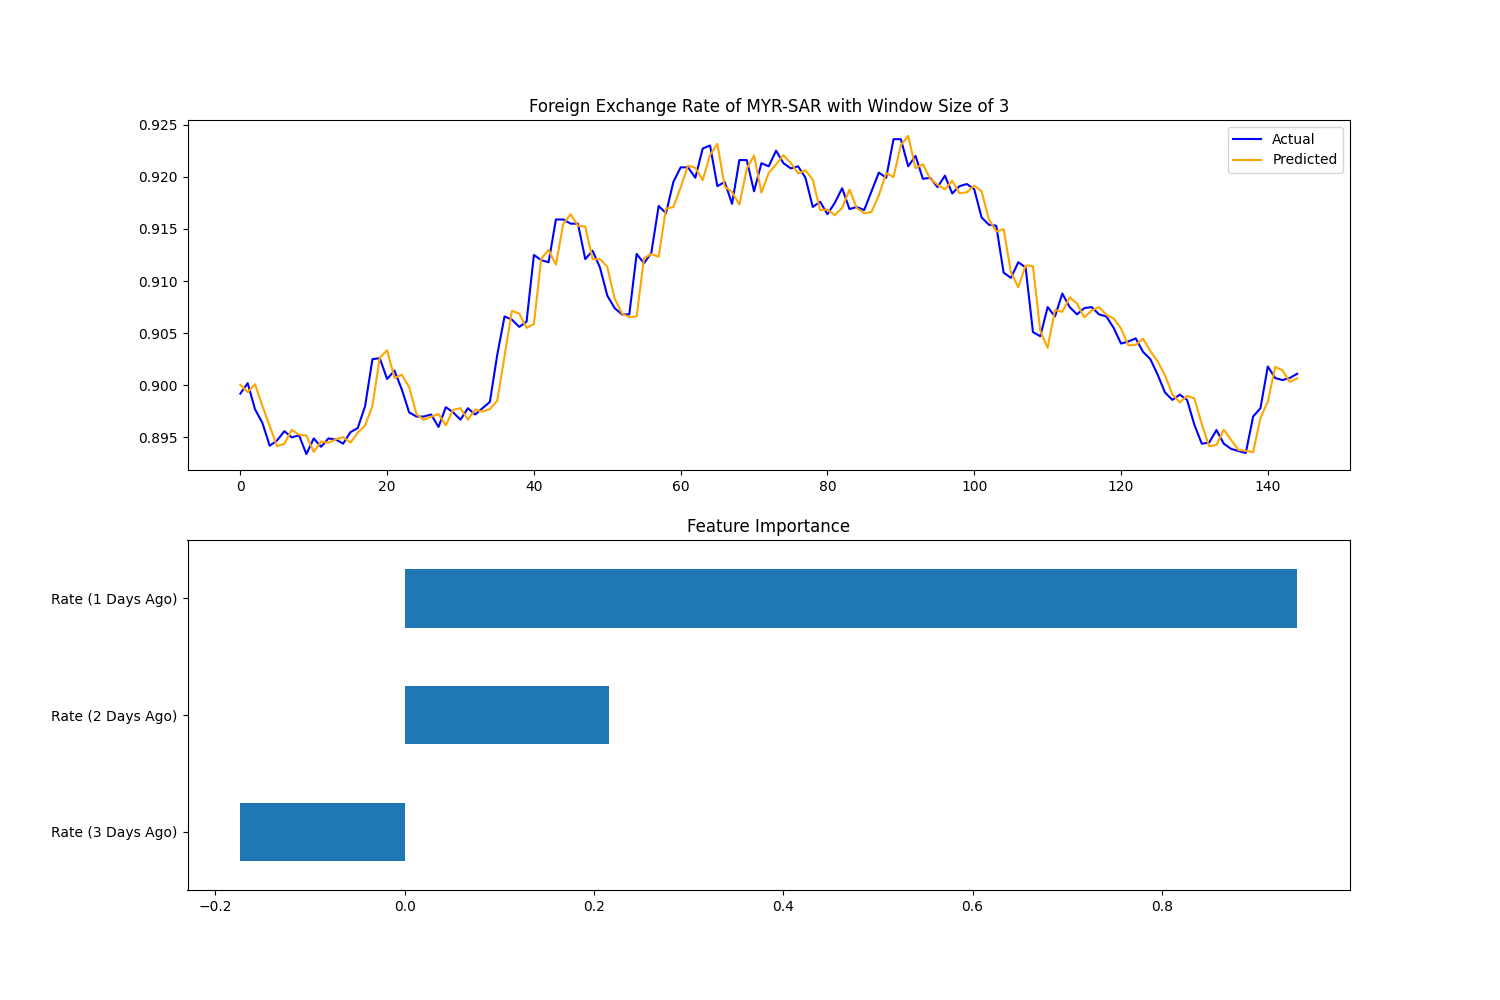 Foreign Exchange Rate of MYR-SAR with Window Size of 3
0.925
0.920
0.915
0.910
0.905
0.900
0.895
Actual
Predicted
0 20 40 60 80 100 120 140
Feature Importance
Rate (1 Days Ago)
Rate (2 Days Ago)
Rate (3 Days Ago)
−0.2 0.0 0.2 0.4 0.6 0.8